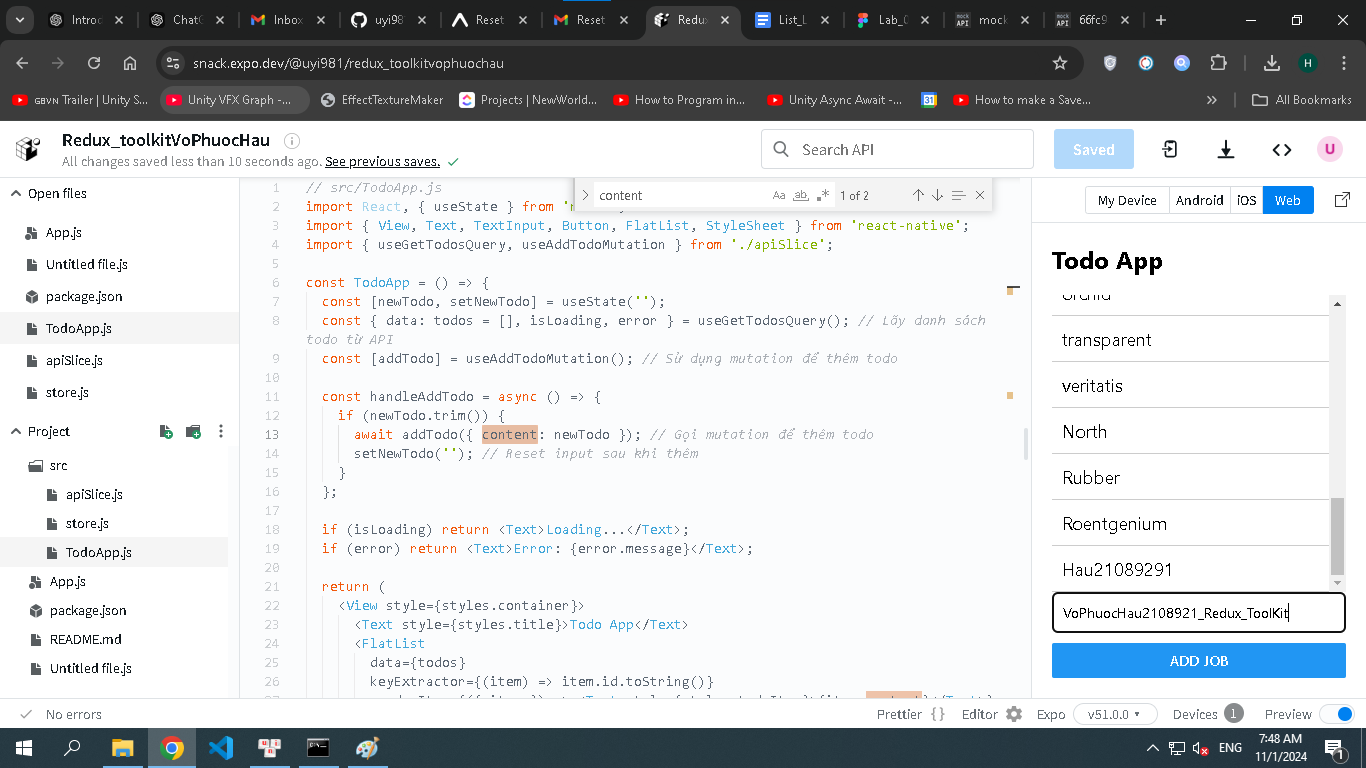 Introd
ChatG
Inbox
uyi98
Reset
Reset
Redux
List_L
Lab_0
mock
66fc9
snack.expo.dev/@uyi981/redux_toolkitvophuochau
GBVN Trailer | Unity S...
Unity VFX Graph -...
EffectTextureMaker
Projects | NewWorld...
How to Program in...
Unity Async Await -...
How to make a Save...
All Bookmarks
Redux_toolkitVoPhuocHau
All changes saved less than 10 seconds ago. See previous saves.
Search API
Saved
U
Open files
App.js
Untitled file.js
package.json
TodoApp.js
apiSlice.js
store.js
Project
src
apiSlice.js
store.js
TodoApp.js
App.js
package.json
README.md
Untitled file.js
content
1 of 2
1 // src/TodoApp.js
2 import React, { useState } from
3 import { View, Text, TextInput, Button, FlatList, StyleSheet } from 'react-native';
4 import { useGetTodosQuery, useAddTodoMutation } from './apiSlice';
5
6 const TodoApp = () => {
7 const [newTodo, setNewTodo] = useState('');
8 const { data: todos = [], isLoading, error } = useGetTodosQuery(); // Lấy danh sách
todo từ API
9 const [addTodo] = useAddTodoMutation(); // Sử dụng mutation để thêm todo
10
11 const handleAddTodo = async () => {
12 if (newTodo.trim()) {
13 await addTodo({ content: newTodo }); // Gọi mutation để thêm todo
14 setNewTodo(''); // Reset input sau khi thêm
15 }
16 };
17
18 if (isLoading) return <Text>Loading...</Text>;
19 if (error) return <Text>Error: {error.message}</Text>;
20
21 return (
22 <View style={styles.container}>
23 <Text style={styles.title}>Todo App</Text>
24 <FlatList
25 data={todos}
26 keyExtractor={(item) => item.id.toString()}
My Device
Android
iOS
Web
Todo App
Orchid
transparent
veritatis
North
Rubber
Roentgenium
Hau21089291
VoPhuocHau2108921_Redux_ToolKit
ADD JOB
No errors
Prettier { }
Editor
Expo
v51.0.0
Devices 1
Preview
ENG
7:48 AM
11/1/2024
1